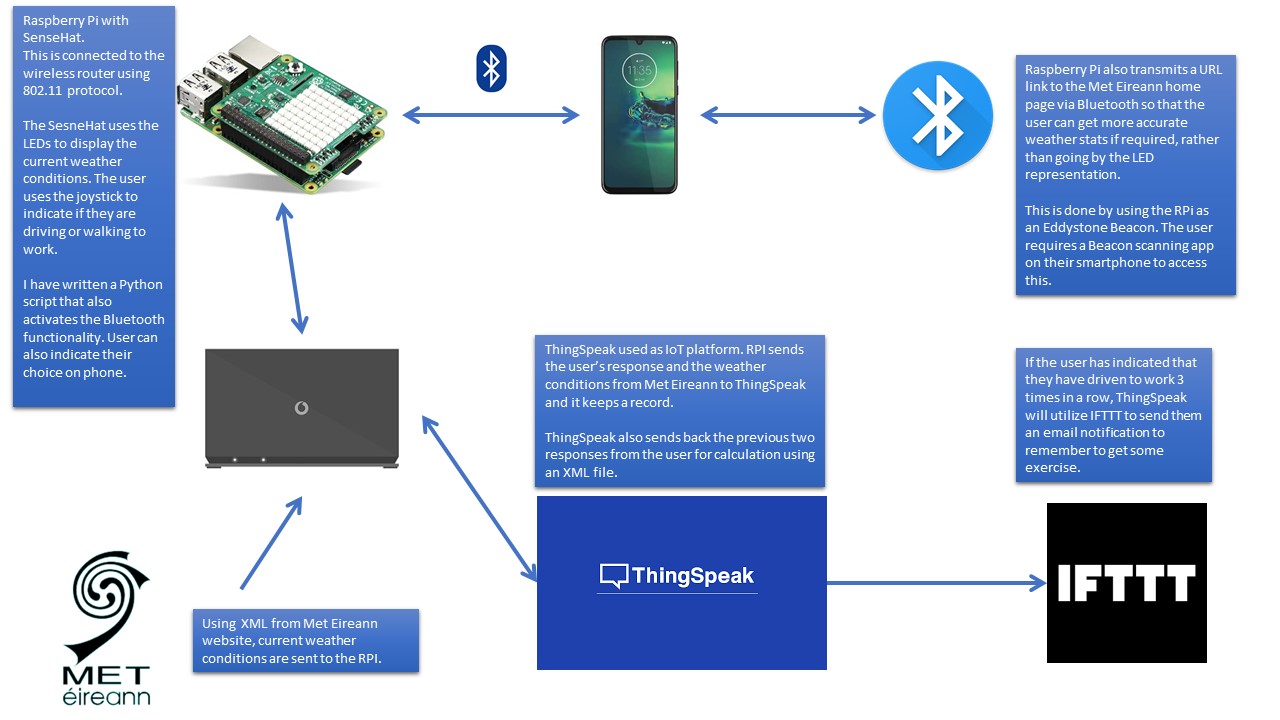 Raspberry Pi with
SenseHat.
This is connected to the
wireless router using
802.11 protocol.
The SesneHat uses the
LEDs to display the
current weather
conditions. The user
uses the joystick to
indicate if they are
driving or walking to
work.
I have written a Python
script that also
activates the Bluetooth
functionality. User can
also indicate their
choice on phone.
11:35
Raspberry Pi also transmits a URL
link to the Met Eireann home
page via Bluetooth so that the
user can get more accurate
weather stats if required, rather
than going by the LED
representation.
This is done by using the RPi as
an Eddystone Beacon. The user
requires a Beacon scanning app
on their smartphone to access
this.
ThingSpeak used as IoT platform. RPI sends
the user's response and the weather
conditions from Met Eireann to ThingSpeak
and it keeps a record.
ThingSpeak also sends back the previous two
responses from the user for calculation using
an XML file.
If the user has indicated that
they have driven to work 3
times in a row, ThingSpeak
will utilize IFTTT to send them
an email notification to
remember to get some
exercise.
ThingSpeak
IFTTT
Using XML from Met Eireann
website, current weather
conditions are sent to the RPI.
MET
éireann